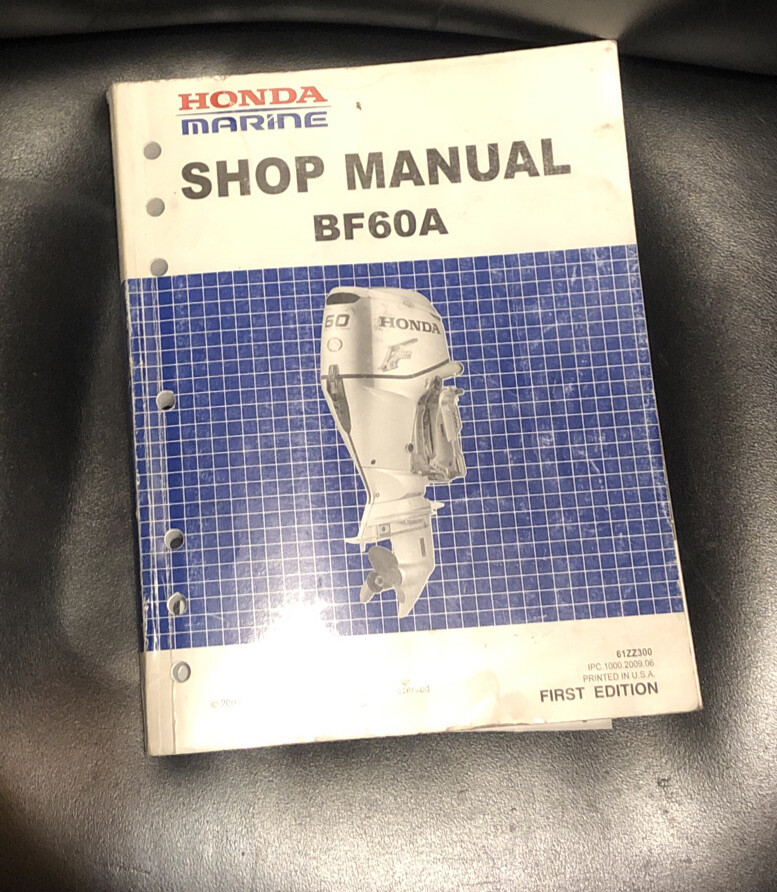 HONDA
MARINE
SHOP MANUAL
BF60A
60
HONDA
61ZZ300
IPC.1000.2009.06
PRINTED IN U.S.A.
FIRST EDITION